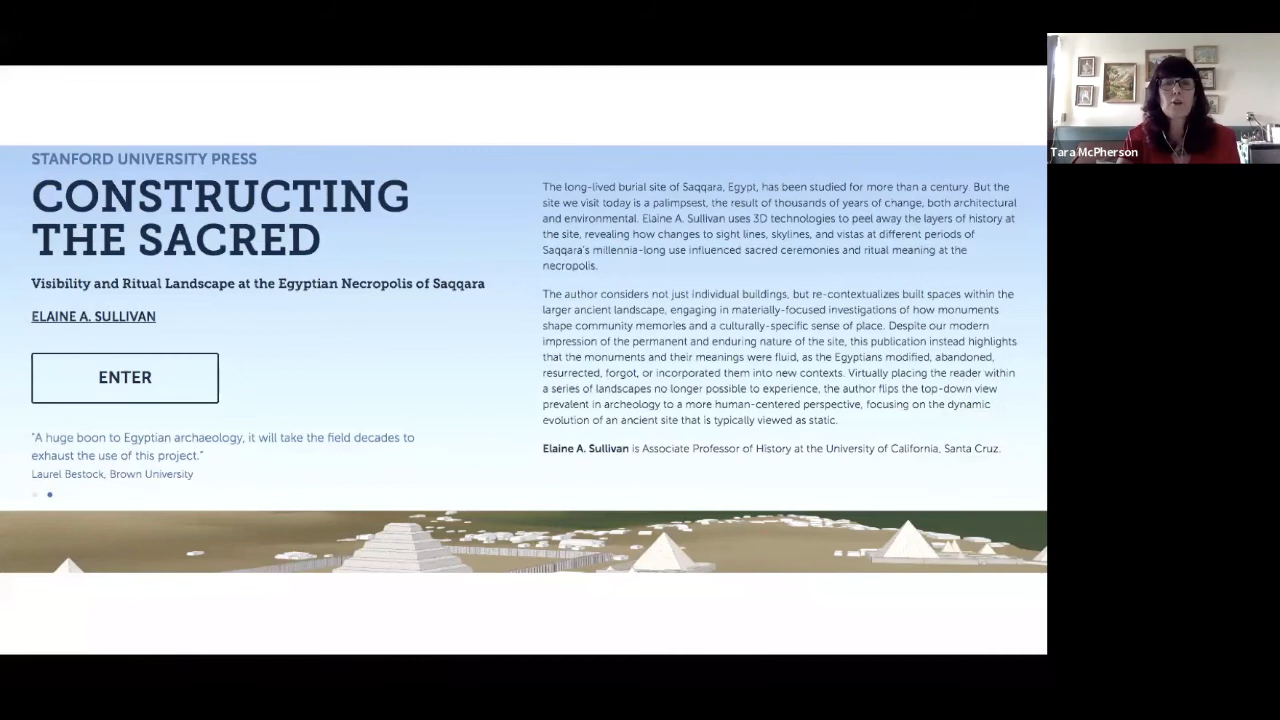 STANFORD UNIVERSITY PRESS
CONSTRUCTING
THE SACRED
Visibility and Ritual Landscape at the Egyptian Necropolis of Saqqara
ELAINE A. SULLIVAN
ENTER
"A huge boon to Egyptian archaeology, it will take the field decades to
exhaust the use of this project."
Laurel Bestock, Brown University
The long-lived burial site of Saqqara, Egypt, has been studied for more than a century. But the
site we visit today is a palimpsest, the result of thousands of years of change, both architectural
and environmental. Elaine A. Sullivan uses 3D technologies to peel away the layers of history at
the site, revealing how changes to sight lines, skylines, and vistas at different periods of
Saqqara's millennia-long use influenced sacred ceremonies and ritual meaning at the
necropolis.
The author considers not just individual buildings, but re-contextualizes built spaces within the
larger ancient landscape, engaging in materially-focused investigations of how monuments
shape community memories and a culturally-specific sense of place. Despite our modern
impression of the permanent and enduring nature of the site, this publication instead highlights
that the monuments and their meanings were fluid, as the Egyptians modified, abandoned,
resurrected, forgot, or incorporated them into new contexts. Virtually placing the reader within
a series of landscapes no longer possible to experience, the author flips the top-down view
prevalent in archeology to a more human-centered perspective, focusing on the dynamic
evolution of an ancient site that is typically viewed as static.
Elaine A. Sullivan is Associate Professor of History at the University of California, Santa Cruz.
Tara McPherson